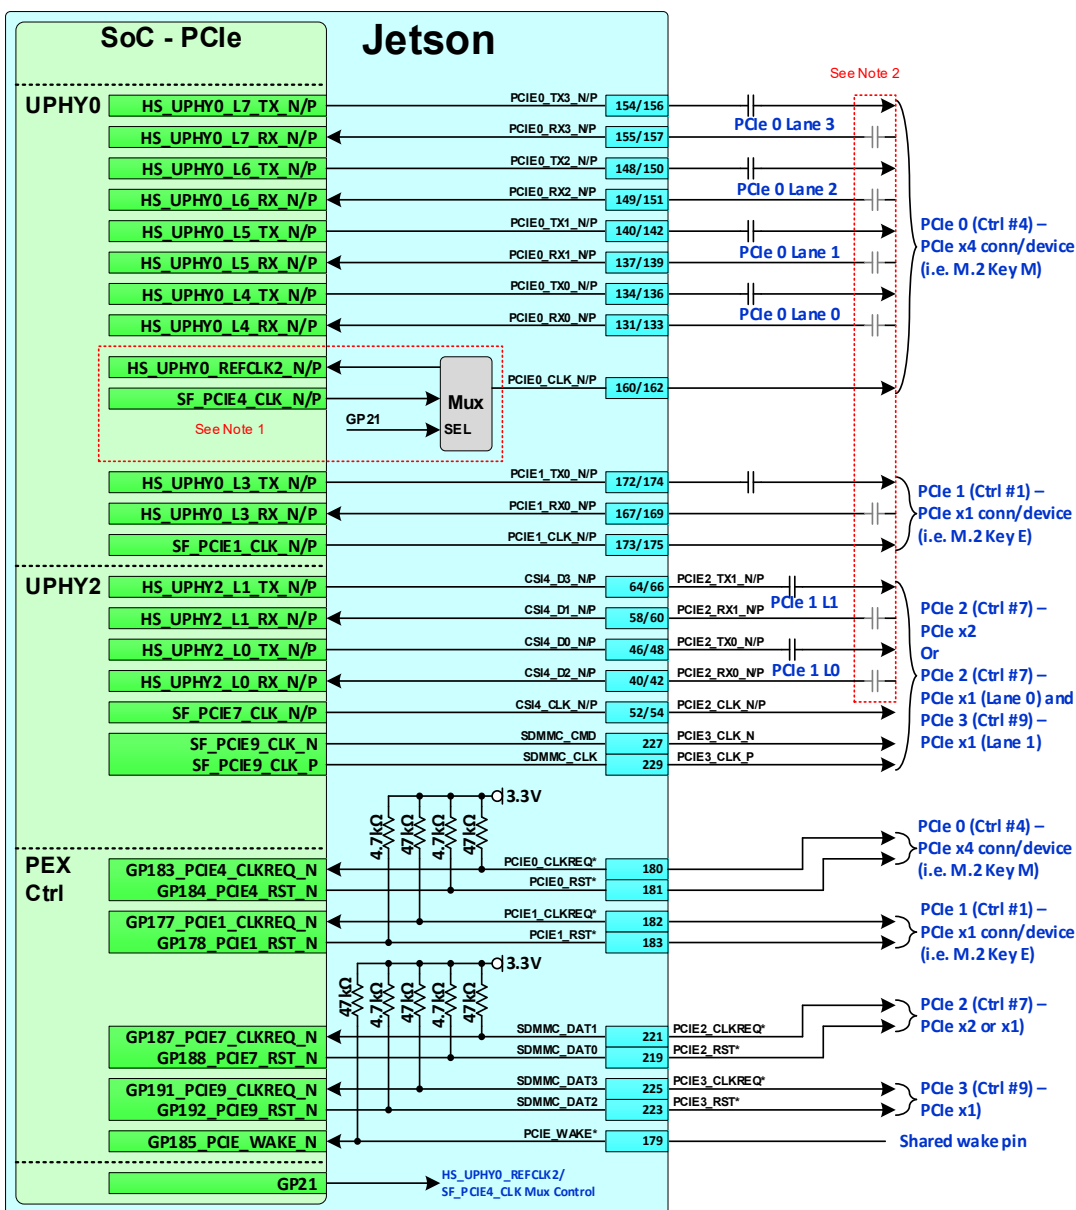 SoC - PCIe
Jetson
See Note 2
UPHY0
HS_UPHY0_L7_TX_N/P
PCIE0_TX3_N/P
154/156
PCIe 0 Lane 3
HS_UPHY0_L7_RX_N/P
PCIE0_RX3_N/P
155/157
HS_UPHY0_L6_TX_N/P
PCIE0_TX2_N/P
148/150
PCIe 0 Lane 2
HS_UPHY0_L6_RX_N/P
PCIE0_RX2_N/P
149/151
HS_UPHY0_L5_TX_N/P
PCIE0_TX1_N/P
140/142
PCIe 0 Lane 1
HS_UPHY0_L5_RX_N/P
PCIE0_RX1_N/P
137/139
HS_UPHY0_L4_TX_N/P
PCIE0_TX0_N/P
134/136
PCIe 0 Lane 0
HS_UPHY0_L4_RX_N/P
PCIE0_RX0_N/P
131/133
PCIe 0 (Ctrl #4) –
PCIe x4 conn/device
(i.e. M.2 Key M)
HS_UPHY0_REFCLK2_N/P
SF_PCIE4_CLK_N/P
See Note 1
GP21
Mux
SEL
PCIE0_CLK_N/P
160/162
HS_UPHY0_L3_TX_N/P
PCIE1_TX0_N/P
172/174
HS_UPHY0_L3_RX_N/P
PCIE1_RX0_N/P
167/169
SF_PCIE1_CLK_N/P
PCIE1_CLK_N/P
173/175
PCIe 1 (Ctrl #1) –
PCIe x1 conn/device
(i.e. M.2 Key E)
UPHY2
HS_UPHY2_L1_TX_N/P
CSI4_D3_N/P
64/66
PCIE2_TX1_N/P
PCIe 1 L1
HS_UPHY2_L1_RX_N/P
CSI4_D1_N/P
58/60
PCIE2_RX1_N/P
HS_UPHY2_L0_TX_N/P
CSI4_D0_N/P
46/48
PCIE2_TX0_N/P
PCIe 1 L0
HS_UPHY2_L0_RX_N/P
CSI4_D2_N/P
40/42
PCIE2_RX0_N/P
SF_PCIE7_CLK_N/P
CSI4_CLK_N/P
52/54
PCIE2_CLK_N/P
SF_PCIE9_CLK_N
SDMMC_CMD
227
PCIE3_CLK_N
SF_PCIE9_CLK_P
SDMMC_CLK
229
PCIE3_CLK_P
PCIe 2 (Ctrl #7) –
PCIe x2
Or
PCIe 2 (Ctrl #7) –
PCIe x1 (Lane 0) and
PCIe 3 (Ctrl #9) –
PCIe x1 (Lane 1)
3.3V
4.7kΩ
47kΩ
4.7kΩ
47kΩ
PEX
Ctrl
GP183_PCIE4_CLKREQ_N
PCIE0_CLKREQ*
180
GP184_PCIE4_RST_N
PCIE0_RST*
181
PCIe 0 (Ctrl #4) –
PCIe x4 conn/device
(i.e. M.2 Key M)
GP177_PCIE1_CLKREQ_N
PCIE1_CLKREQ*
182
GP178_PCIE1_RST_N
PCIE1_RST*
183
PCIe 1 (Ctrl #1) –
PCIe x1 conn/device
(i.e. M.2 Key E)
3.3V
47kΩ
4.7kΩ
47kΩ
4.7kΩ
47kΩ
GP187_PCIE7_CLKREQ_N
SDMMC_DAT1
221
PCIE2_CLKREQ*
GP188_PCIE7_RST_N
SDMMC_DAT0
219
PCIE2_RST*
PCIe 2 (Ctrl #7) –
PCIe x2 or x1)
GP191_PCIE9_CLKREQ_N
SDMMC_DAT3
225
PCIE3_CLKREQ*
GP192_PCIE9_RST_N
SDMMC_DAT2
223
PCIE3_RST*
PCIe 3 (Ctrl #9) –
PCIe x1)
GP185_PCIE_WAKE_N
PCIE_WAKE*
179
Shared wake pin
GP21
HS_UPHY0_REFCLK2/
SF_PCIE4_CLK Mux Control